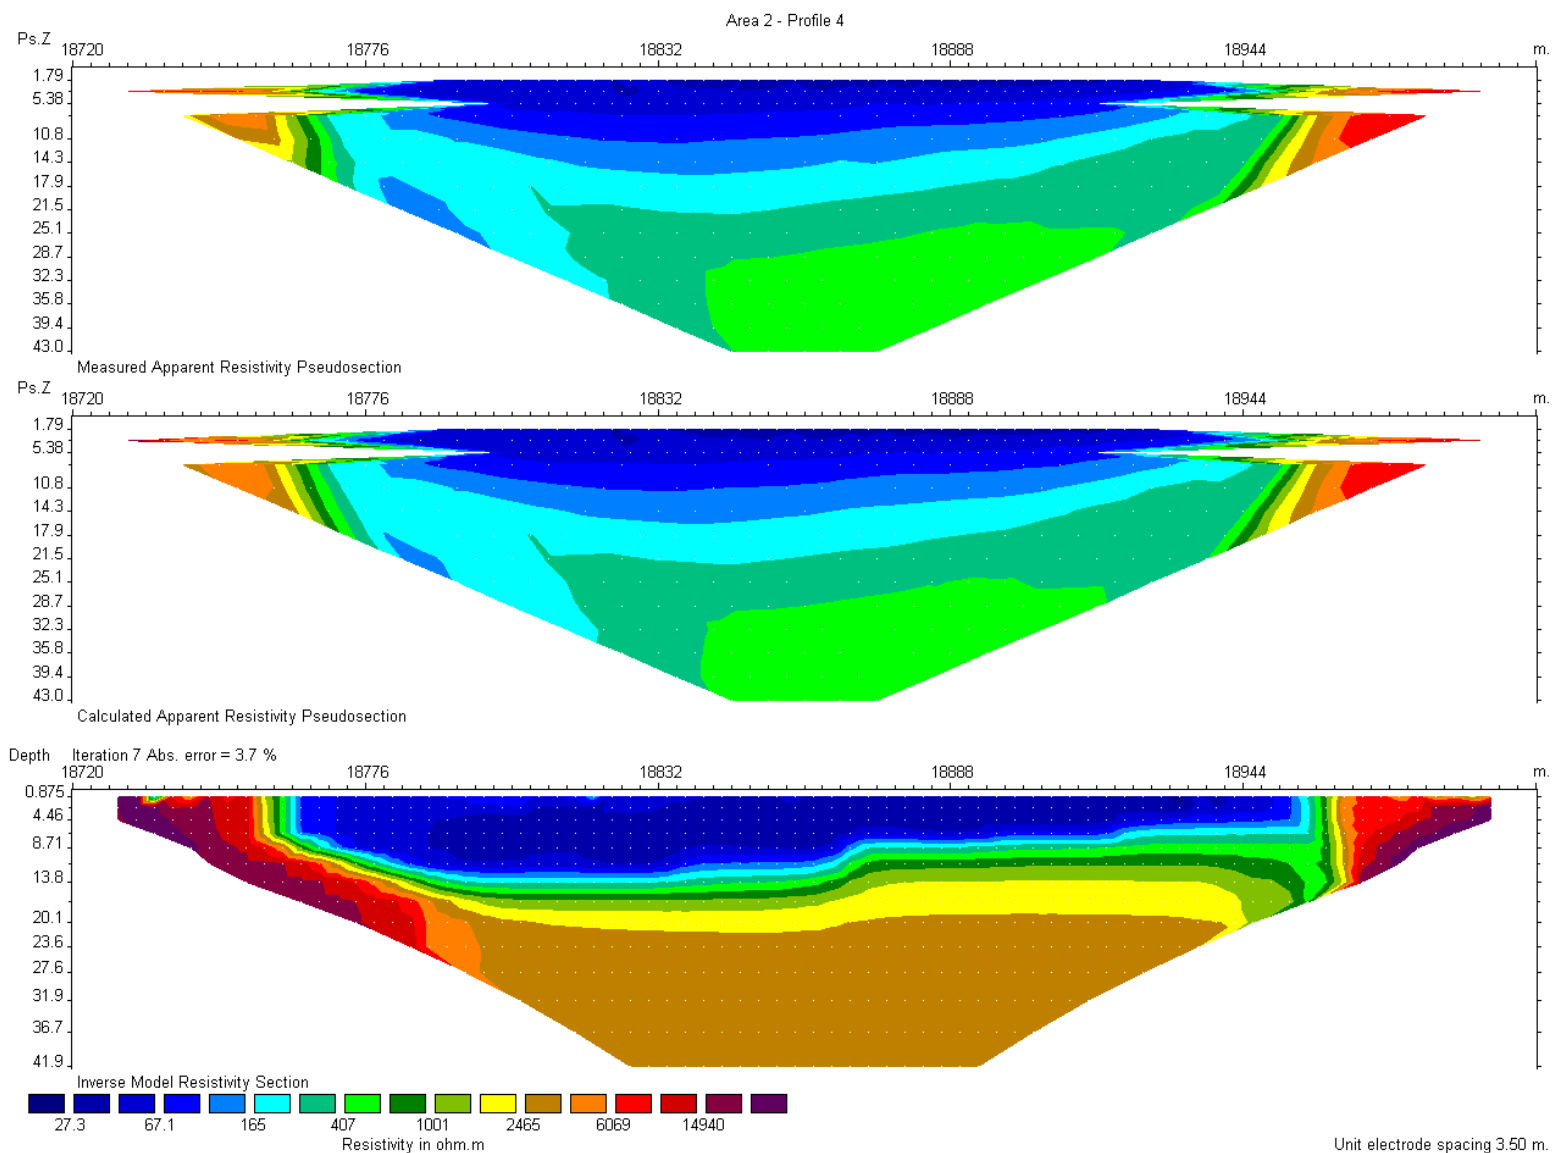 Area 2 - Profile 4
Ps.Z
18720 18776 18832 18888 18944 m.
1.79
5.38
10.8
14.3
17.9
21.5
25.1
28.7
32.3
35.8
39.4
43.0
Measured Apparent Resistivity Pseudosection
Ps.Z
18720 18776 18832 18888 18944
1.79
5.38
10.8
14.3
17.9
21.5
25.1
28.7
32.3
35.8
39.4
43.0
Calculated Apparent Resistivity Pseudosection
Depth Iteration 7 Abs. error = 3.7 %
18720 18776 18832 18888 18944 m.
0.875
4.46
8.71
13.8
20.1
23.6
27.6
31.9
36.7
41.9
Inverse Model Resistivity Section
27.3 67.1 165 407 1001 2465 6069 14940
Resistivity in ohm.m
Unit electrode spacing 3.50 m.